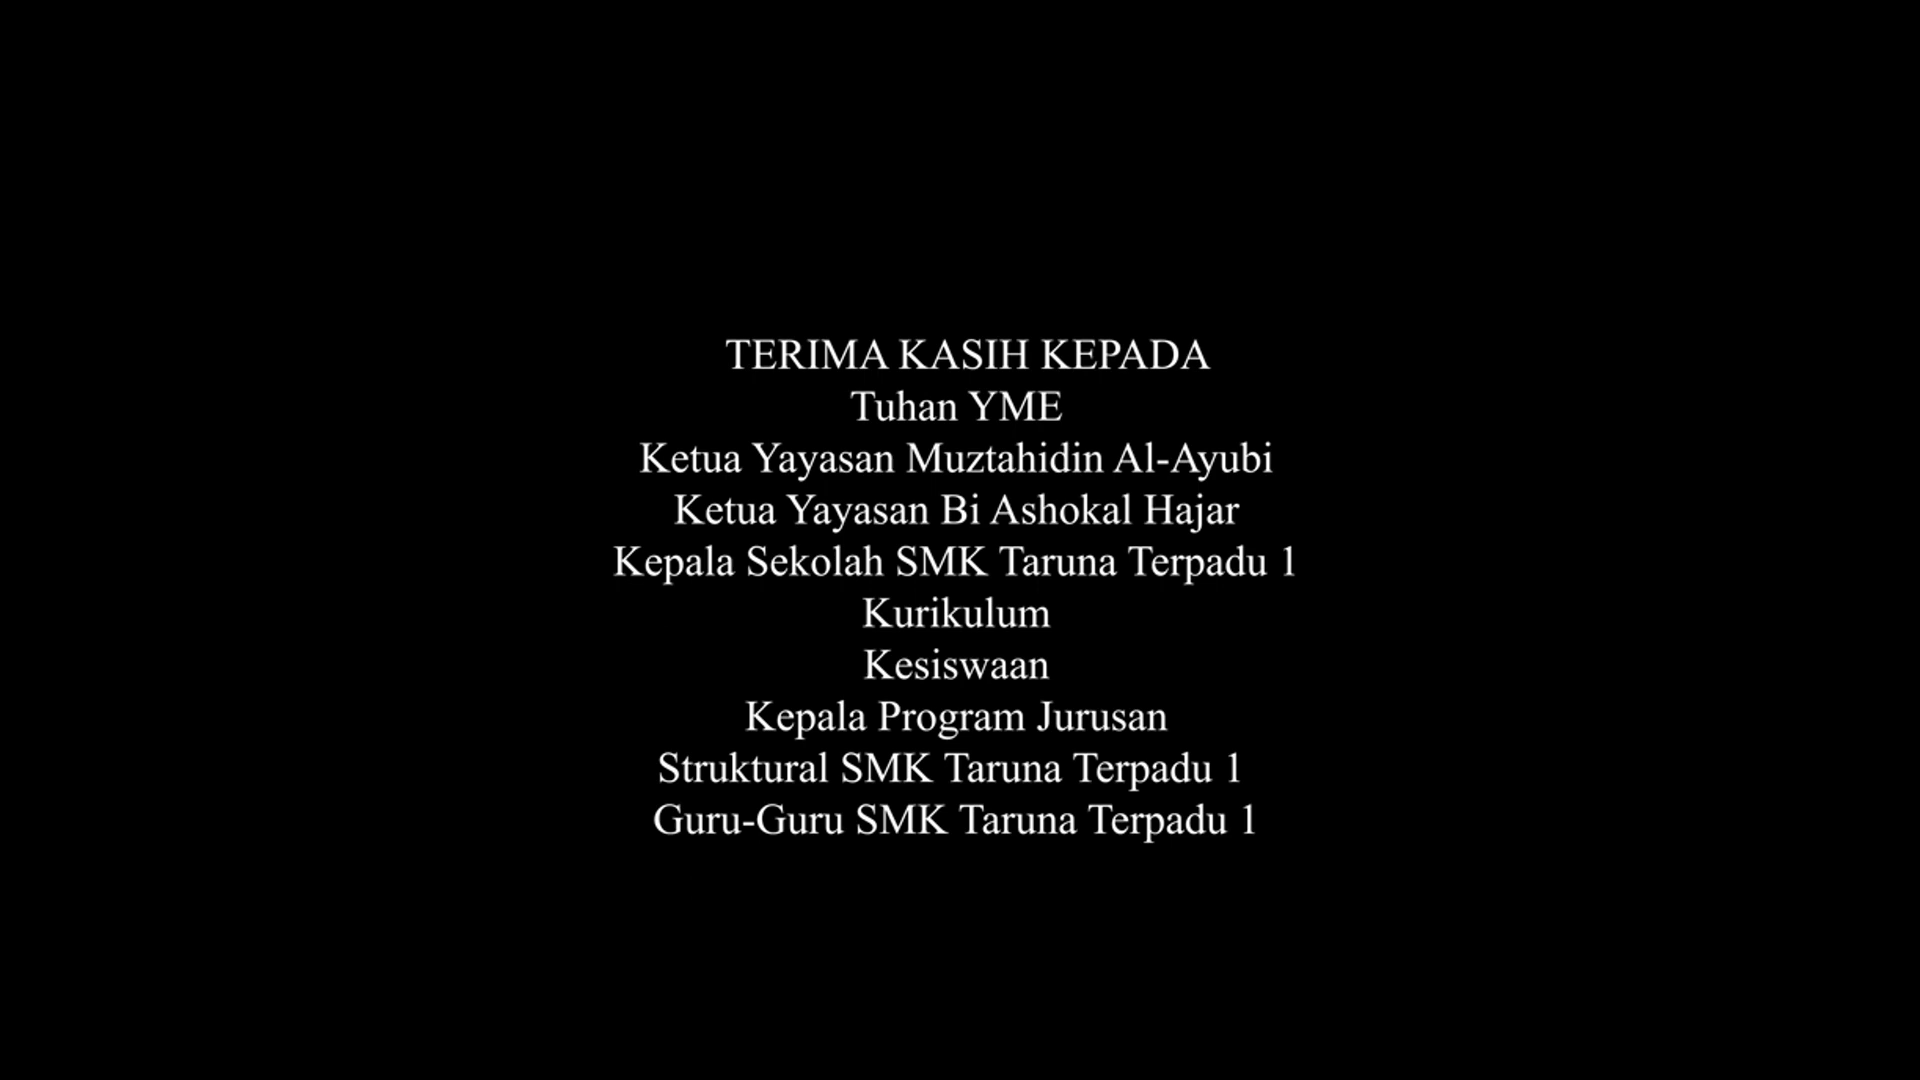 TERIMA KASIH KEPADA
Tuhan YME
Ketua Yayasan Muztahidin Al-Ayubi
Ketua Yayasan Bi Ashokal Hajar
Kepala Sekolah SMK Taruna Terpadu 1
Kurikulum
Kesiswaan
Kepala Program Jurusan
Struktural SMK Taruna Terpadu 1
Guru-Guru SMK Taruna Terpadu 1